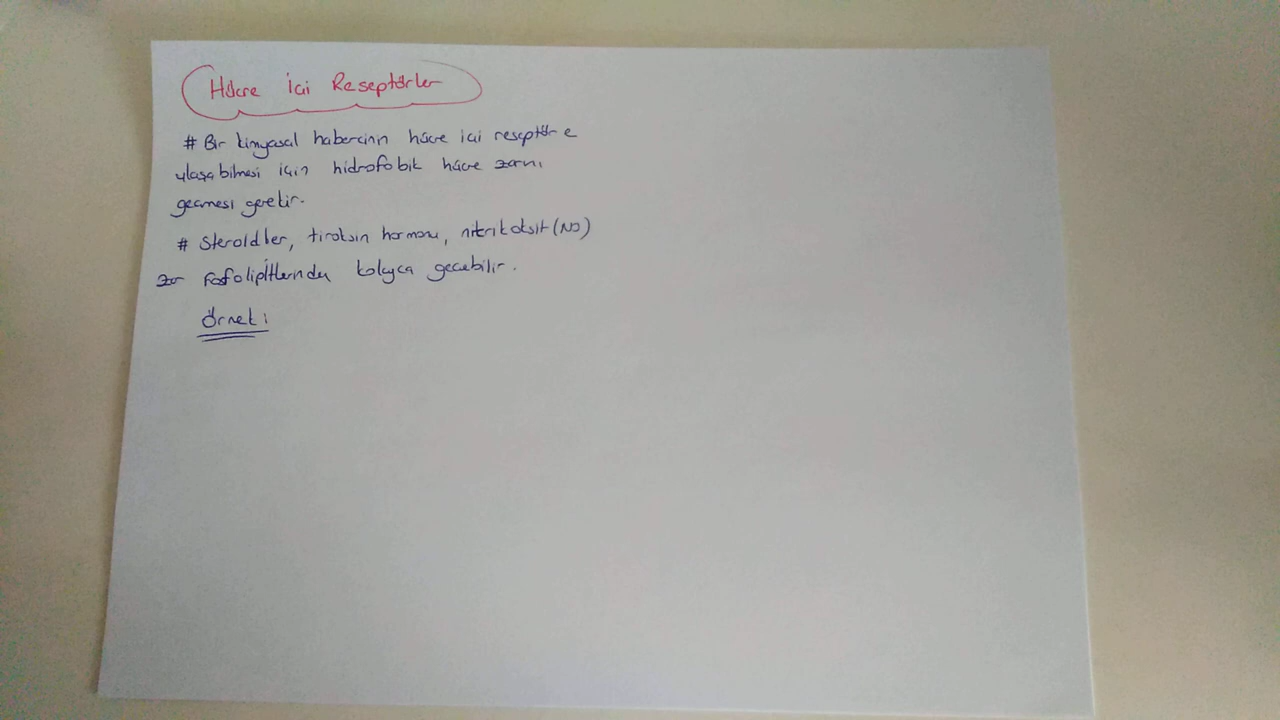 Hücre İçi Reseptörler
# Bir kimyasal habercinin hücre içi reseptöre
ulaşabilmesi için hidrofobik hücre zarını
geçmesi gerekir.
# Steroidler, tiroksin hormonu, nitrik oksit (NO)
zar fosfolipitlerinden kolayca geçebilir.
Örnek: